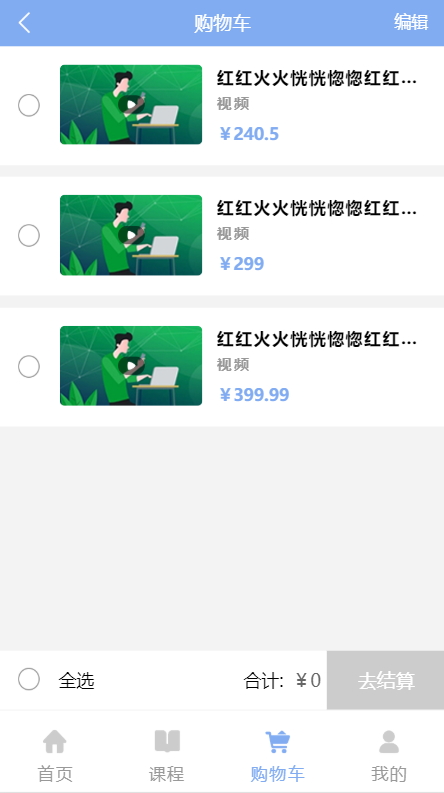 购物车
编辑
红红火火恍恍惚惚红红...
视频
￥240.5
红红火火恍恍惚惚红红...
视频
￥299
红红火火恍恍惚惚红红...
视频
￥399.99
全选 合计: ￥0 去结算
首页 课程 购物车 我的